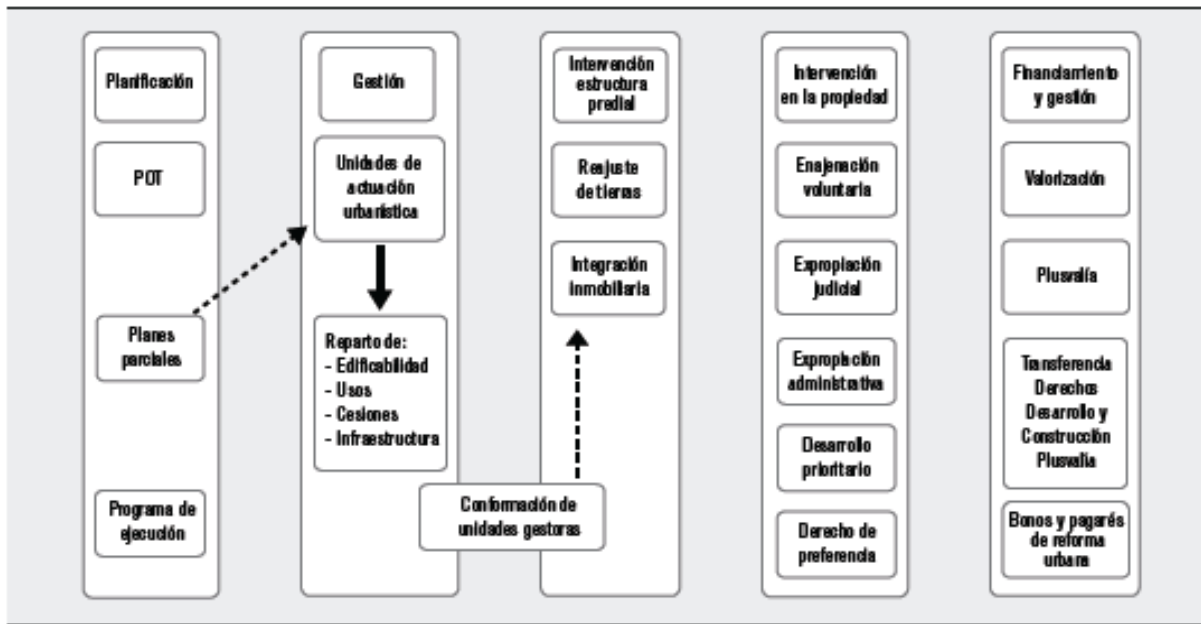 Planificación
POT
Planes
parciales
Programa de
ejecución
Gestión
Unidades de
actuación
urbanística
Reparto de:
- Edificabilidad
- Usos
- Cesiones
- Infraestructura
Conformación de
unidades gestoras
Intervención
estructura
predial
Reajuste
de tierras
Integración
inmobiliaria
Intervención
en la propiedad
Enajenación
voluntaria
Expropiación
judicial
Expropiación
administrativa
Desarrollo
prioritario
Derecho de
preferencia
Financiamiento
y gestión
Valorización
Plusvalía
Transferencia
Derechos
Desarrollo y
Construcción
Plusvalía
Bonos y pagarés
de reforma
urbana